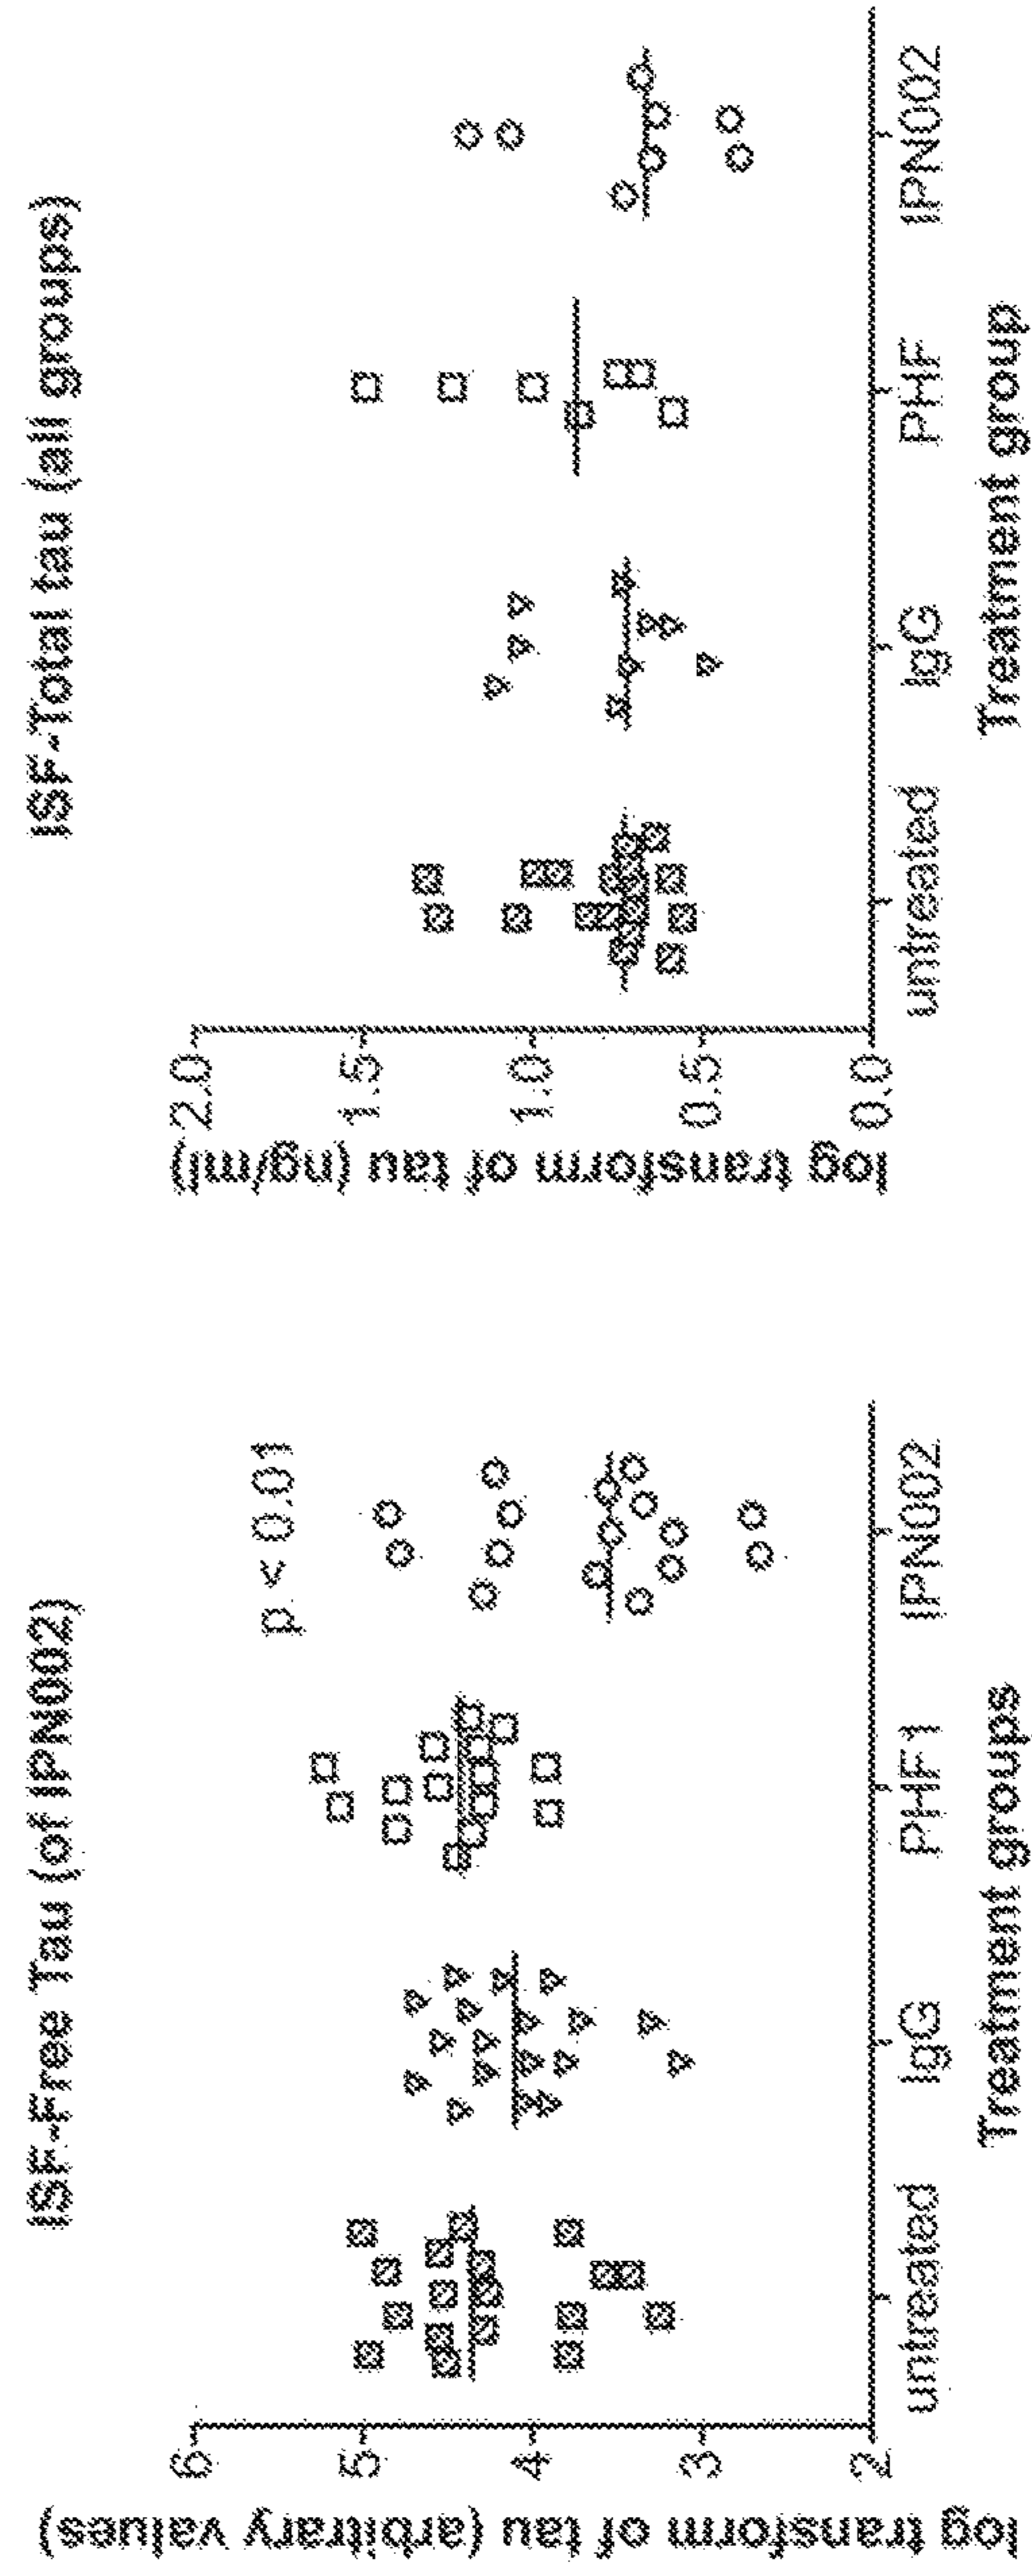 ISF-Free Tau (of IPN002)
log transform of tau (arbitrary values)
6
5
4
3
2
p < 0.01
untreated
IgG
PHF1
IPN002
Treatment groups
ISF-Total tau (all groups)
log transform of tau (ng/ml)
2.0
1.5
1.0
0.5
0.0
untreated
IgG
PHF
IPN002
Treatment group